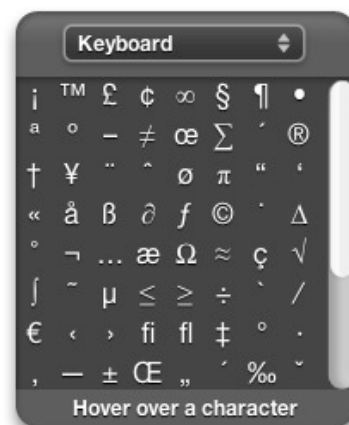 Keyboard
¡ ™ £ ¢ ∞ § ¶ •
ª º – ≠ œ ∑ ´ ®
† ¥ ¨ ˆ ø π “ ‘
« å ß ∂ ƒ © ˙ ∆
˚ ¬ … æ Ω ≈ ç √
∫ ˜ µ ≤ ≥ ÷ ` ⁄
€ ‹ › ﬁ ﬂ ‡ ° ·
‚ — ± Œ „ ´ ‰ ˇ
Hover over a character